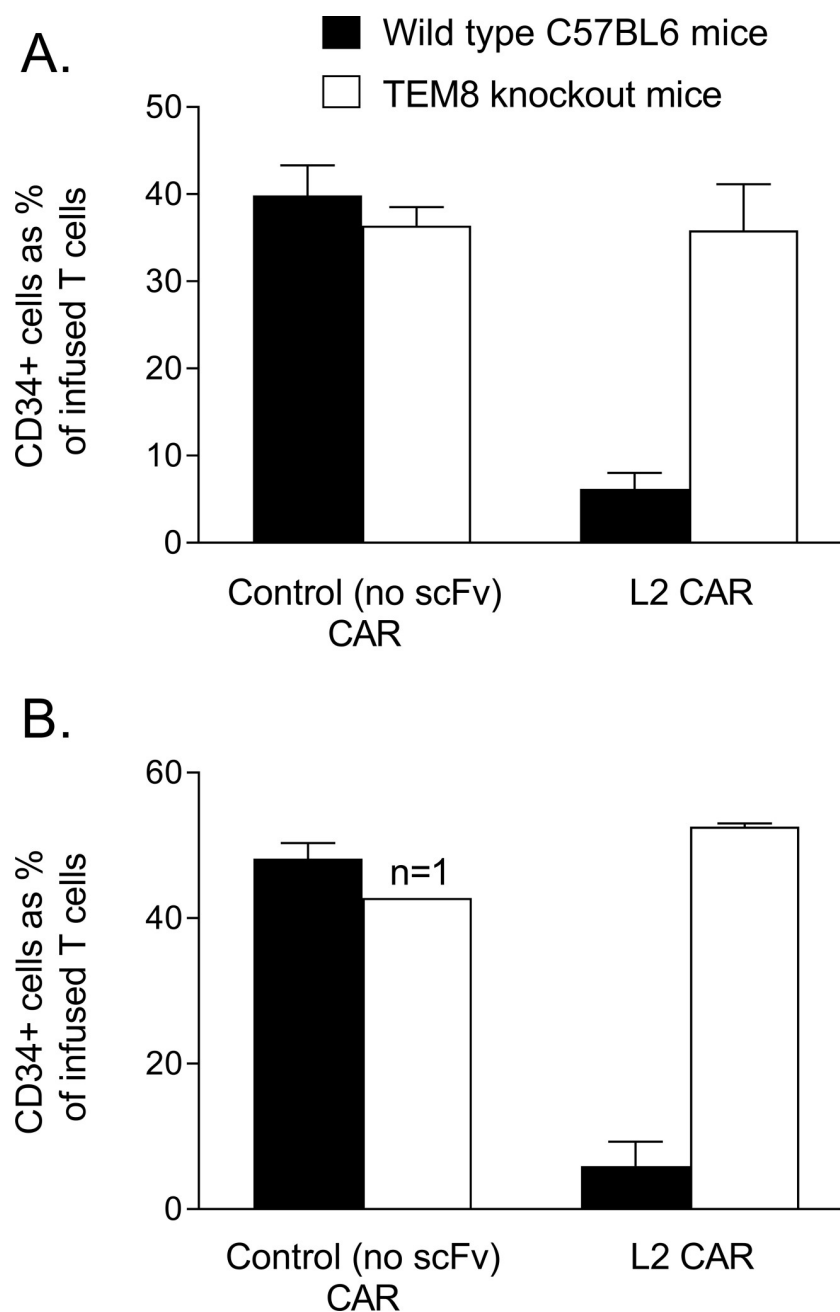 A.
Wild type C57BL6 mice
TEM8 knockout mice
CD34+ cells as %
of infused T cells
50
40
30
20
10
0
Control (no scFv)
CAR
L2 CAR
B.
CD34+ cells as %
of infused T cells
60
40
20
0
n=1
Control (no scFv)
CAR
L2 CAR